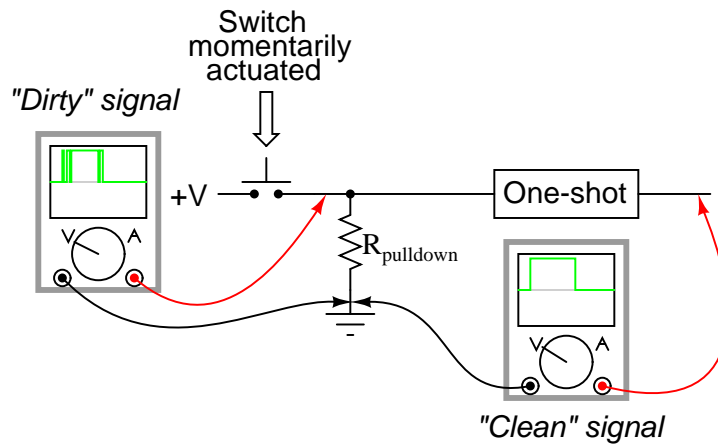 Switch
momentarily
actuated
"Dirty" signal
+V
One-shot
V A
Rpulldown
V A
"Clean" signal